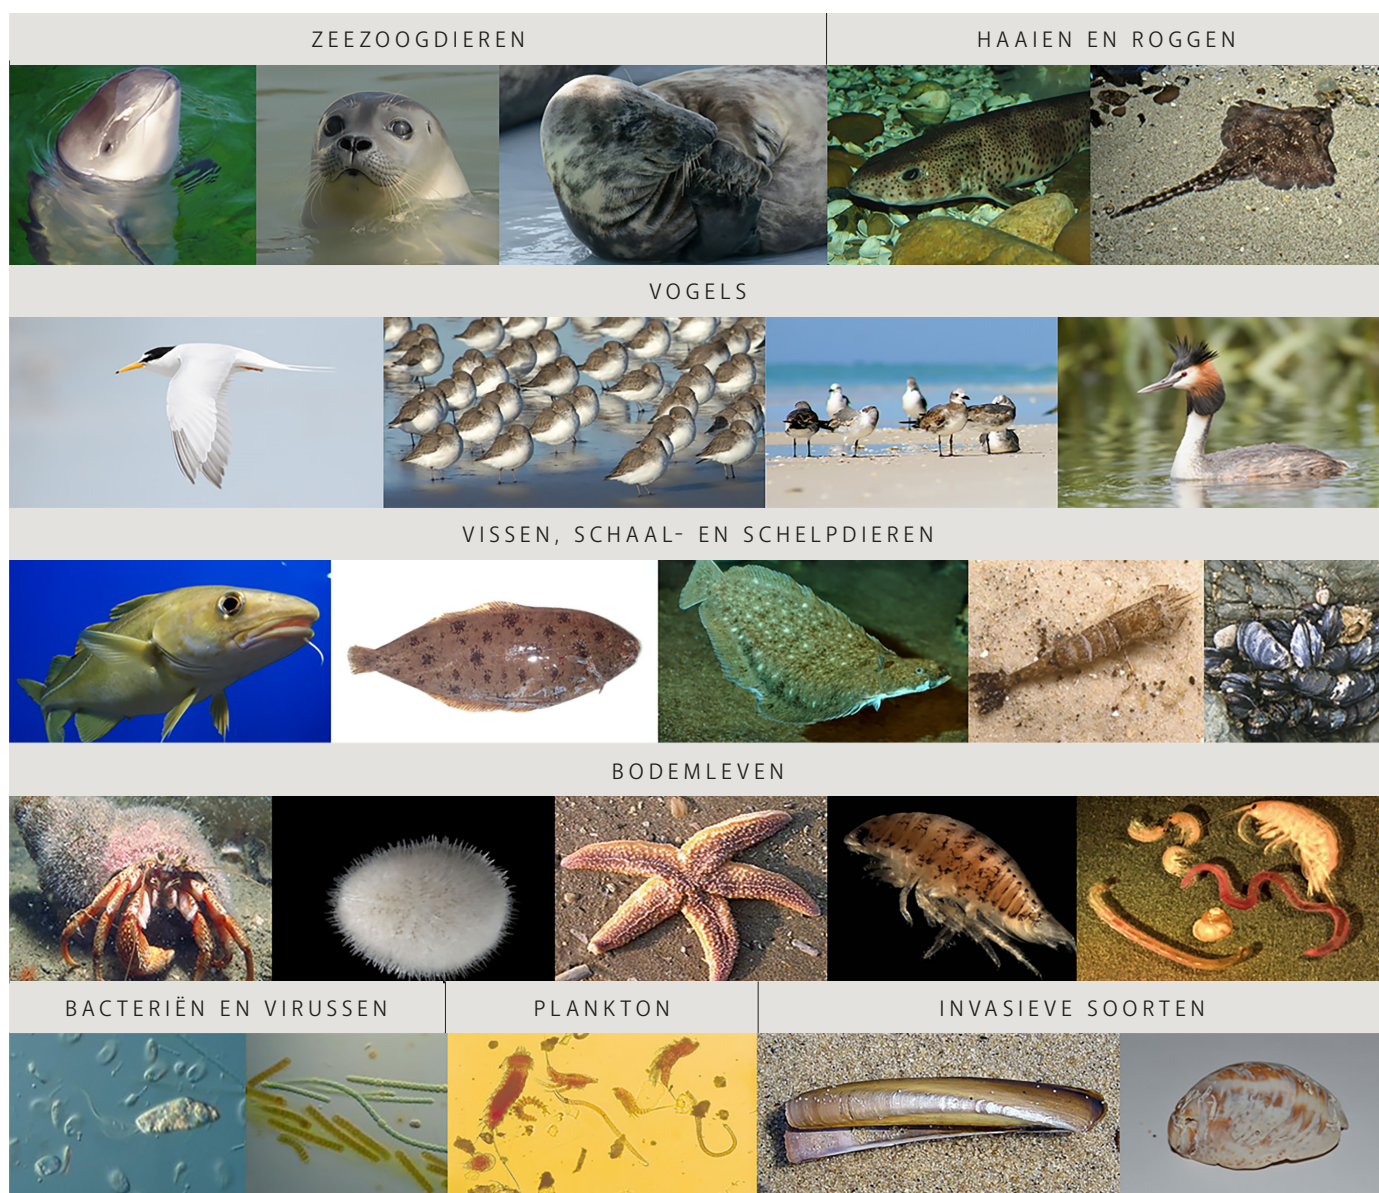 ZEEZOOGDIEREN
HAAIEN EN ROGGEN
VOGELS
VISSEN, SCHAAL- EN SCHELPDIEREN
BODEMLEVEN
BACTERIËN EN VIRUSSEN
PLANKTON
INVASIEVE SOORTEN